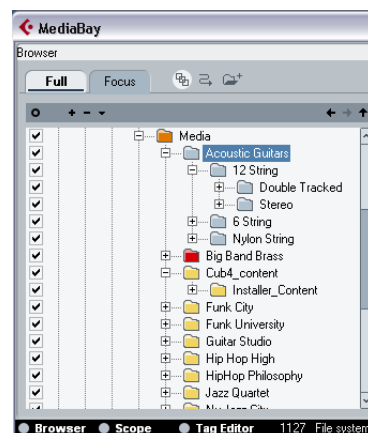 MediaBay
Browser
Full Focus
Media
Acoustic Guitars
12 String
Double Tracked
Stereo
6 String
Nylon String
Big Band Brass
Cub4_content
Installer_Content
Funk City
Funk University
Guitar Studio
Hip Hop High
HipHop Philosophy
Jazz Quartet
Browser Scope Tag Editor 1127 File system